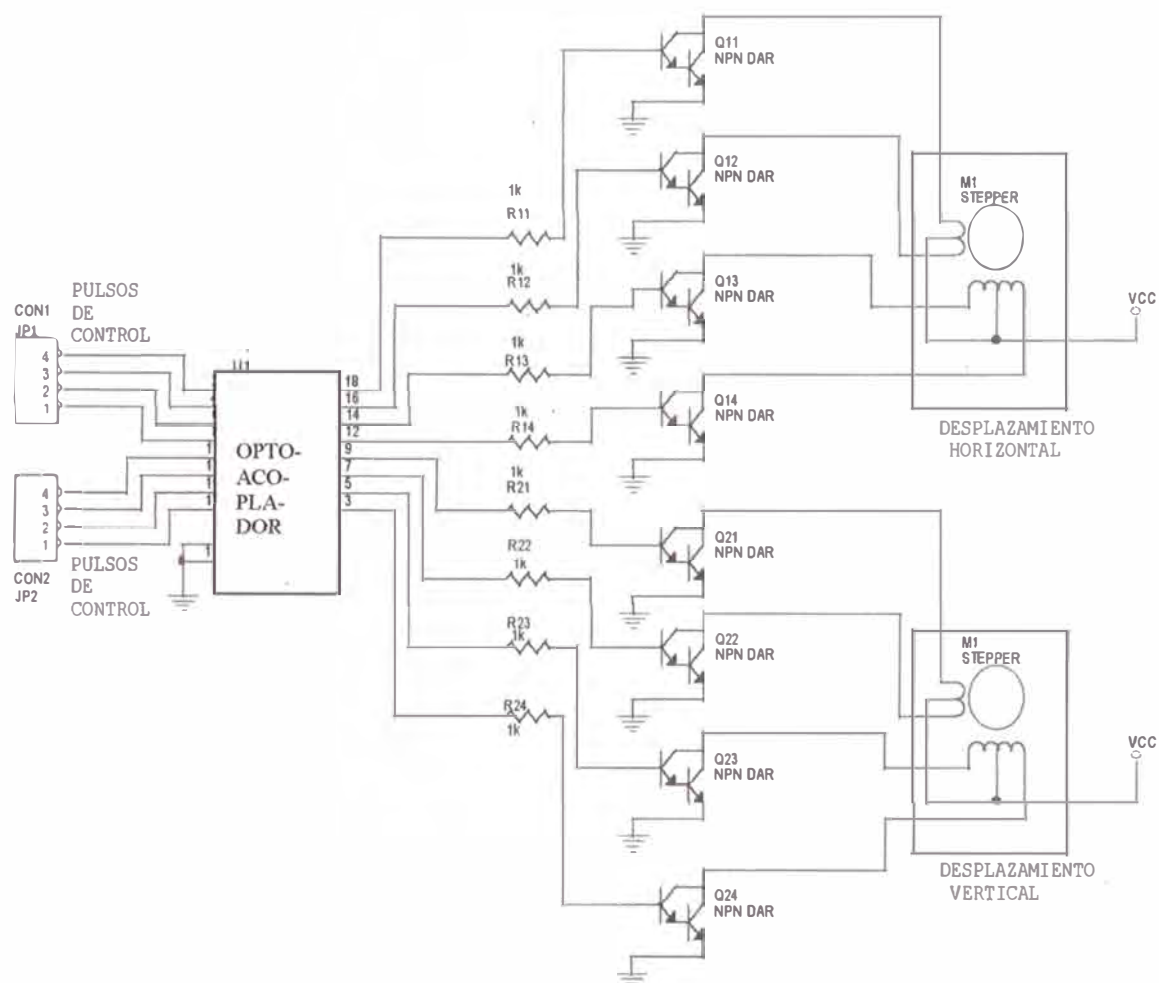 Q11
NPN DAR
Q12
NPN DAR
1k
R11
M1
STEPPER
1k
R12
Q13
NPN DAR
VCC
PULSOS
DE
CONTROL
CON1
JP1
4
3
2
1
1k
R13
U1
18
16
14
12
9
7
5
3
1
1
1
1
1
OPTO-
ACO-
PLA-
DOR
Q14
NPN DAR
1k
R14
DESPLAZAMIENTO
HORIZONTAL
1k
R21
4
3
2
1
CON2
JP2
PULSOS
DE
CONTROL
Q21
NPN DAR
R22
1k
R23
1k
Q22
NPN DAR
M1
STEPPER
R24
1k
Q23
NPN DAR
VCC
DESPLAZAMIENTO
VERTICAL
Q24
NPN DAR